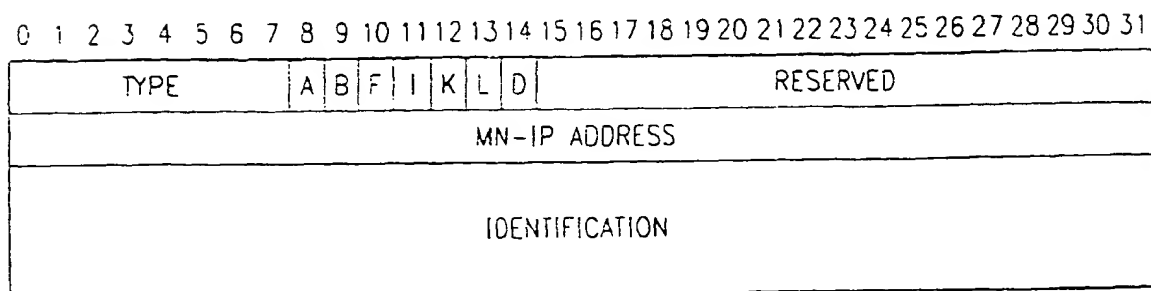 0 1 2 3 4 5 6 7 8 9 10 11 12 13 14 15 16 17 18 19 20 21 22 23 24 25 26 27 28 29 30 31
TYPE A B F I K L D RESERVED
MN-IP ADDRESS
IDENTIFICATION